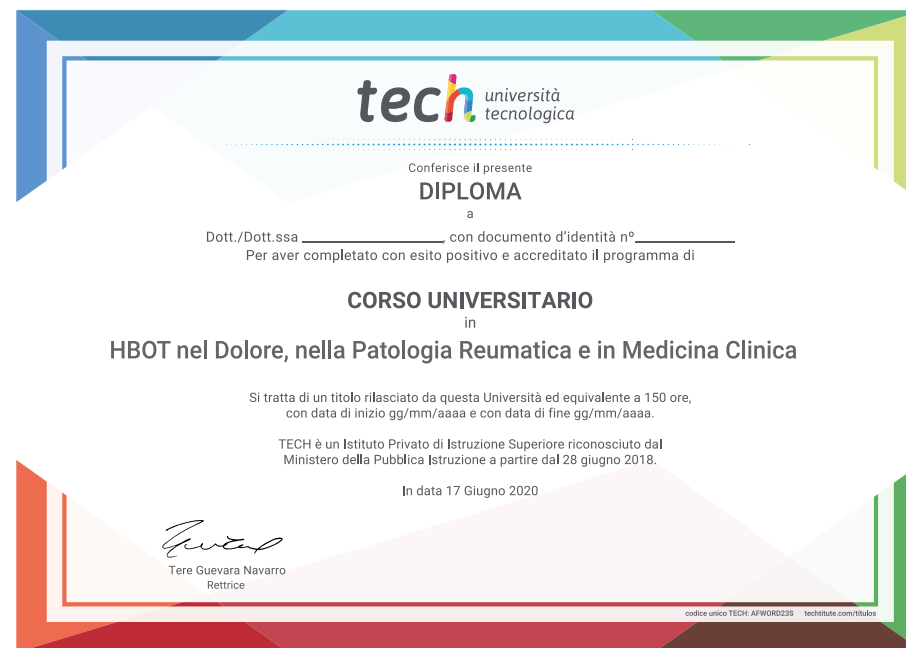 tech università
tecnologica
Conferisce il presente
DIPLOMA
a
Dott./Dott.ssa ____________________, con documento d'identità nº______________
Per aver completato con esito positivo e accreditato il programma di
CORSO UNIVERSITARIO
in
HBOT nel Dolore, nella Patologia Reumatica e in Medicina Clinica
Si tratta di un titolo rilasciato da questa Università ed equivalente a 150 ore,
con data di inizio gg/mm/aaaa e con data di fine gg/mm/aaaa.
TECH è un Istituto Privato di Istruzione Superiore riconosciuto dal
Ministero della Pubblica Istruzione a partire dal 28 giugno 2018.
In data 17 Giugno 2020
Tere Guevara Navarro
Rettrice
codice unico TECH: AFWORD23S techtitute.com/titulos